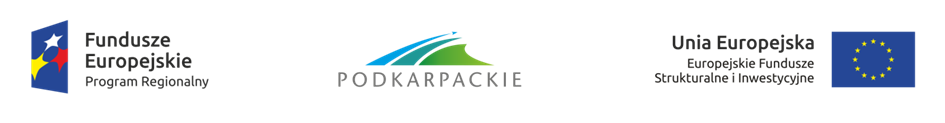 Fundusze
Europejskie
Program Regionalny
PODKARPACKIE
Unia Europejska
Europejskie Fundusze
Strukturalne i Inwestycyjne